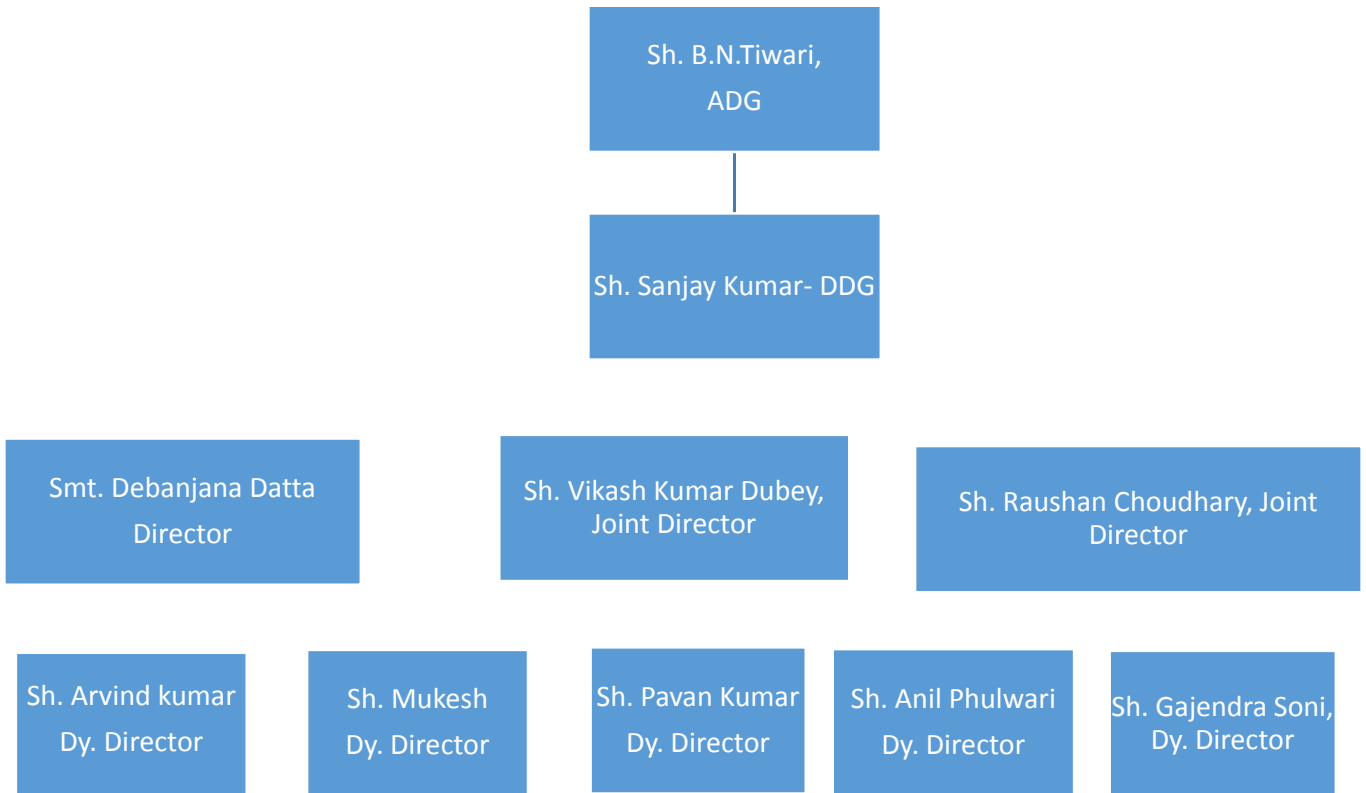 Sh. B.N.Tiwari,
ADG
Sh. Sanjay Kumar- DDG
Smt. Debanjana Datta
Director
Sh. Vikash Kumar Dubey,
Joint Director
Sh. Raushan Choudhary, Joint
Director
Sh. Arvind kumar
Dy. Director
Sh. Mukesh
Dy. Director
Sh. Pavan Kumar
Dy. Director
Sh. Anil Phulwari
Dy. Director
Sh. Gajendra Soni,
Dy. Director